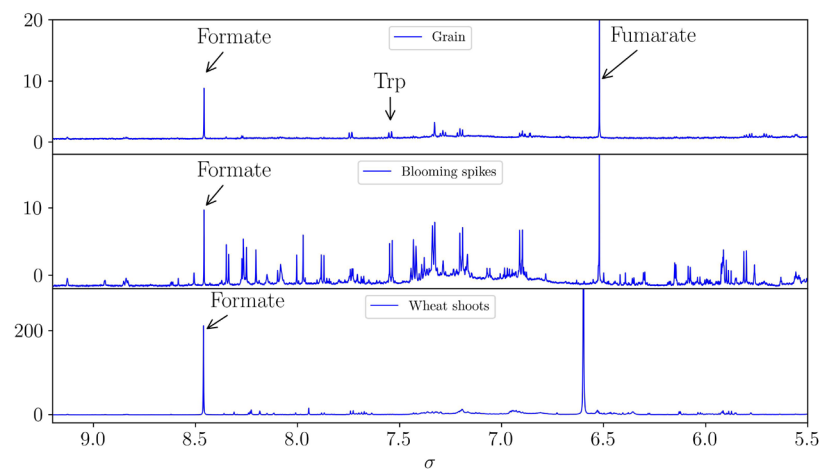 20
Formate
Grain
Fumarate
10
Trp
0
Formate
Blooming spikes
10
0
Formate
Wheat shoots
200
0
9.0 8.5 8.0 7.5 7.0 6.5 6.0 5.5
σ